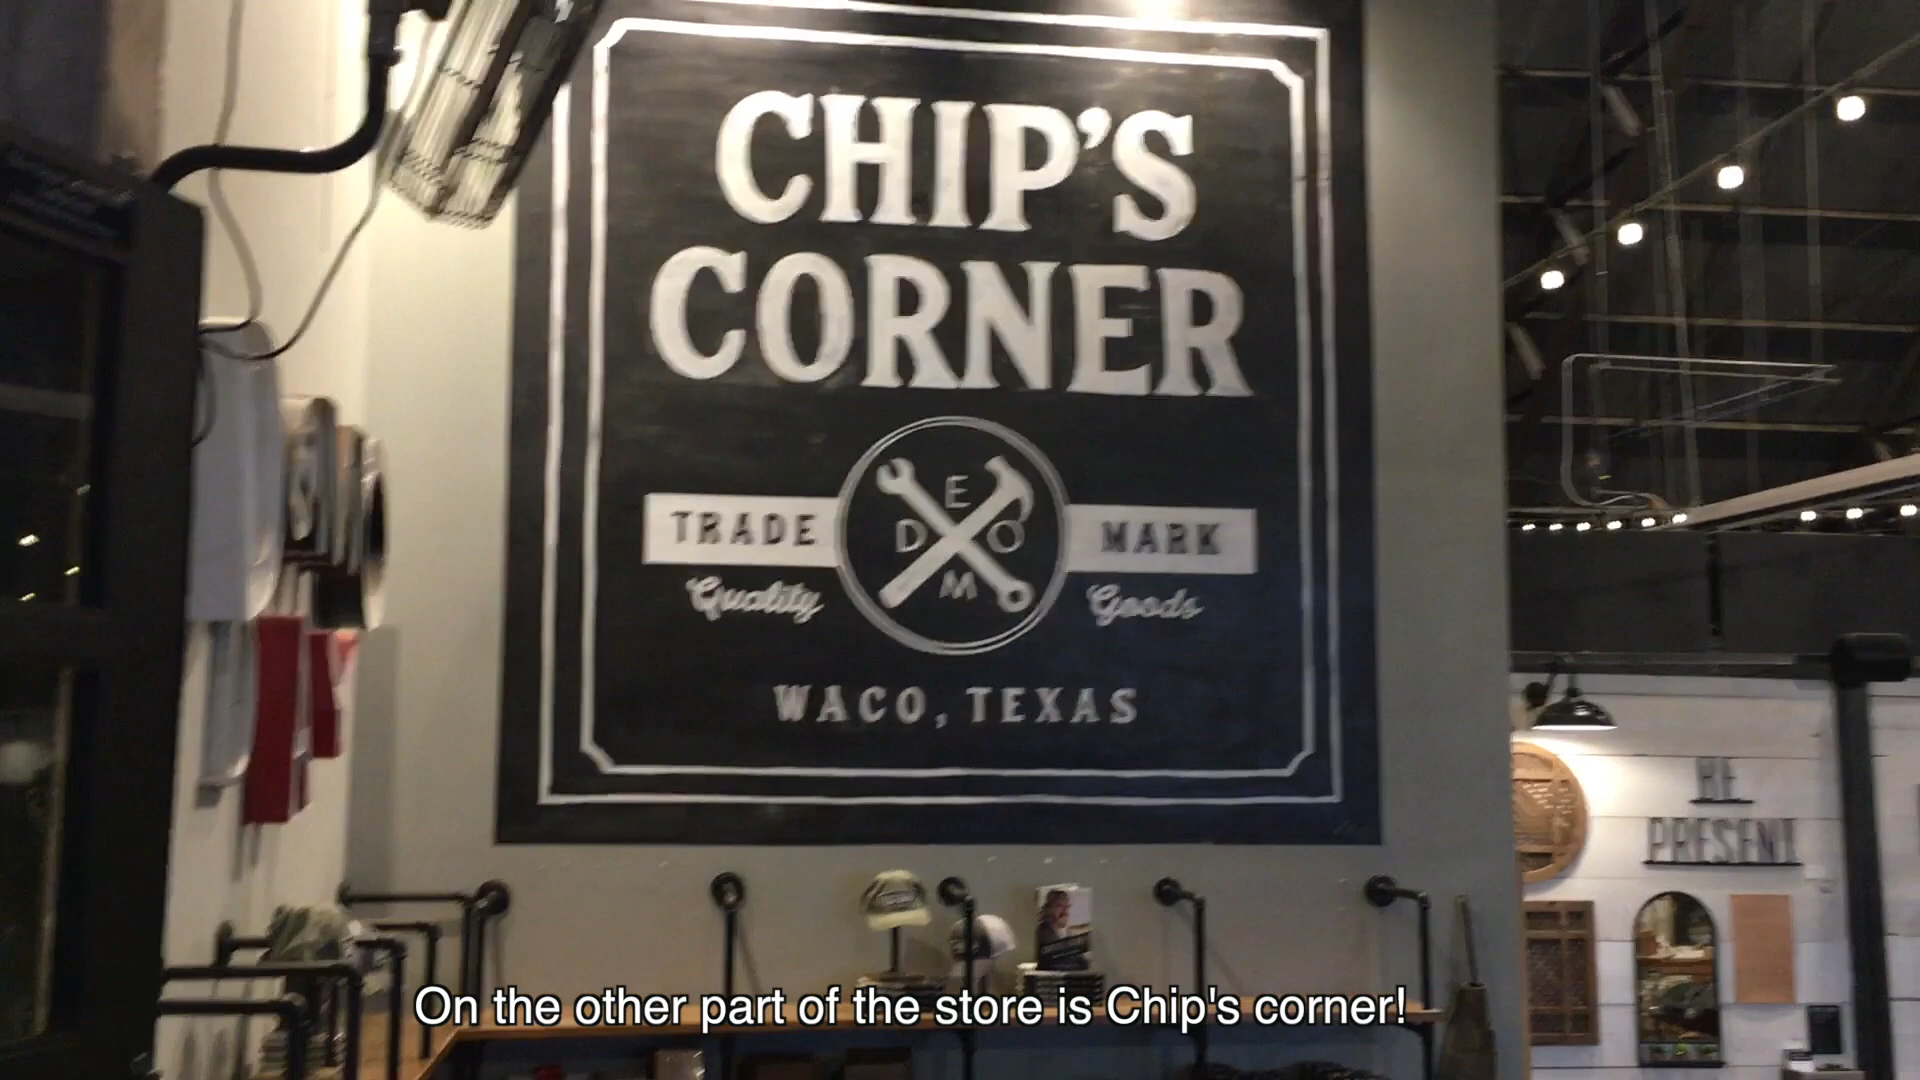 CHIP'S
CORNER
TRADE MARK
E
D O
M
Quality Goods
WACO, TEXAS
BE
PRESENT
On the other part of the store is Chip's corner!